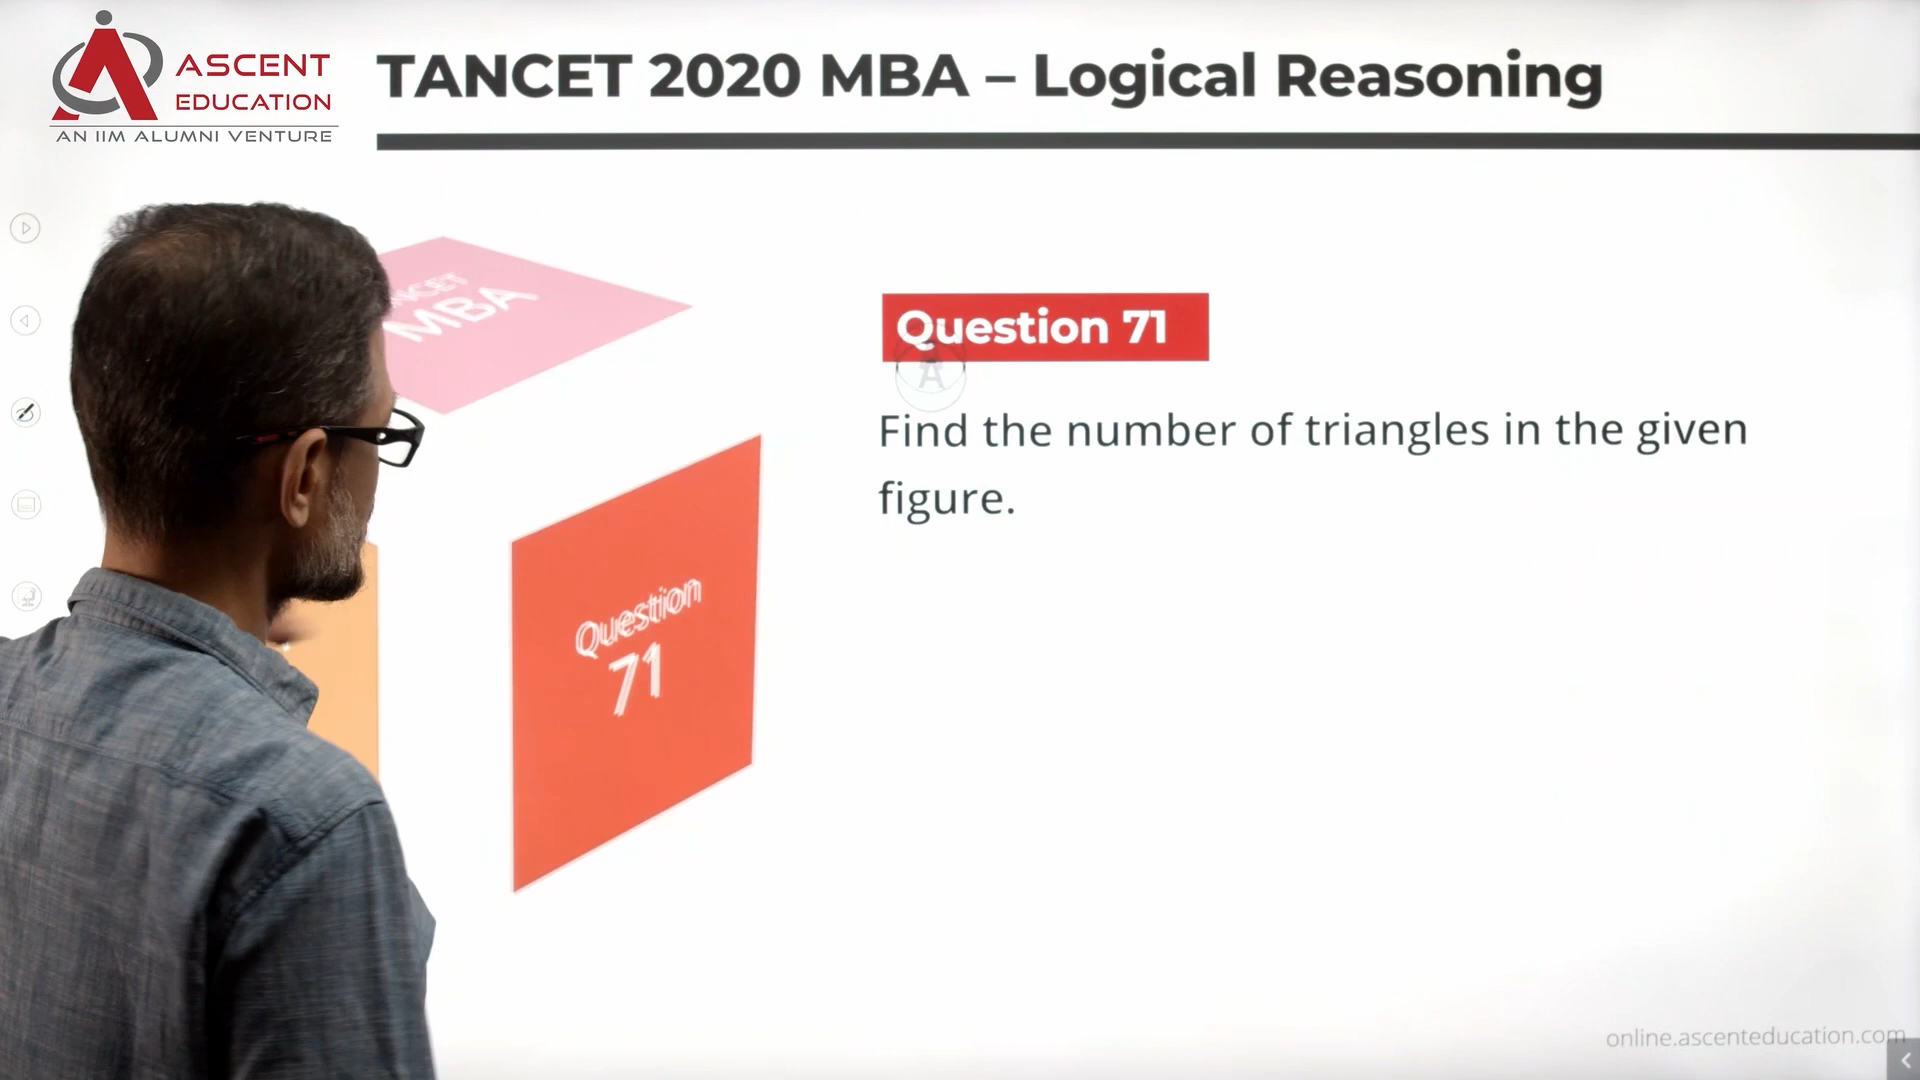 ASCENT
EDUCATION
AN IIM ALUMNI VENTURE
TANCET 2020 MBA – Logical Reasoning
MBA
Question 71
Find the number of triangles in the given
figure.
Question
71
online.ascenteducation.com